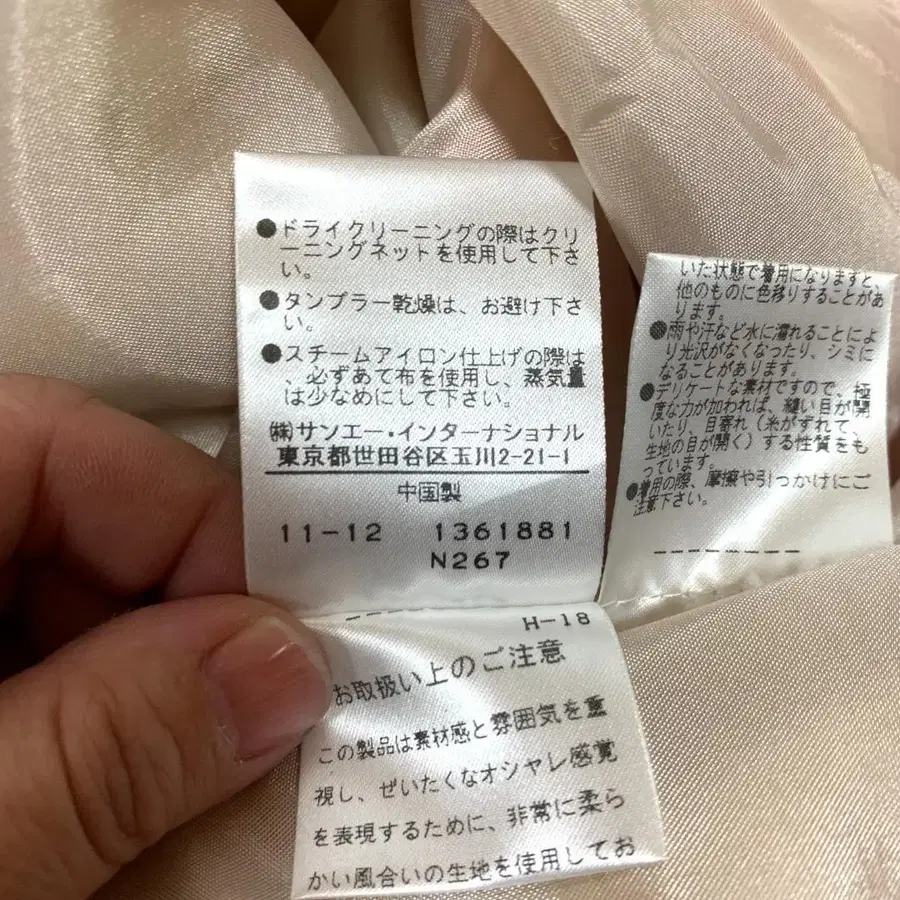 ●ドライクリーニングの際はクリ
ーニングネットを使用して下さ
い。
●タンブラー乾燥は、お避け下さ
い。
●スチームアイロン仕上げの際は
、必ずあて布を使用し、蒸気量
は少なめにして下さい。
㈱サンエー・インターナショナル
東京都世田谷区玉川2-21-1
中国製
11-12 1361881
N267
いた状態で着用になりますと、
他のものに色移りすることがあ
ります。
●雨や汗など水に濡れることによ
り光沢がなくなったり、シミに
なることがあります。
●デリケートな素材ですので、極
度な力が加われば、縫い目が開
いたり、目寄れ(糸がずれて、
生地の目が開く)する性質をも
っています。
●着用の際、摩擦や引っかけにご
注意下さい。
H-18
お取扱い上のご注意
この製品は素材感と雰囲気を重
視し、ぜいたくなオシャレ感覚
を表現するために、非常に柔ら
かい風合いの生地を使用してお